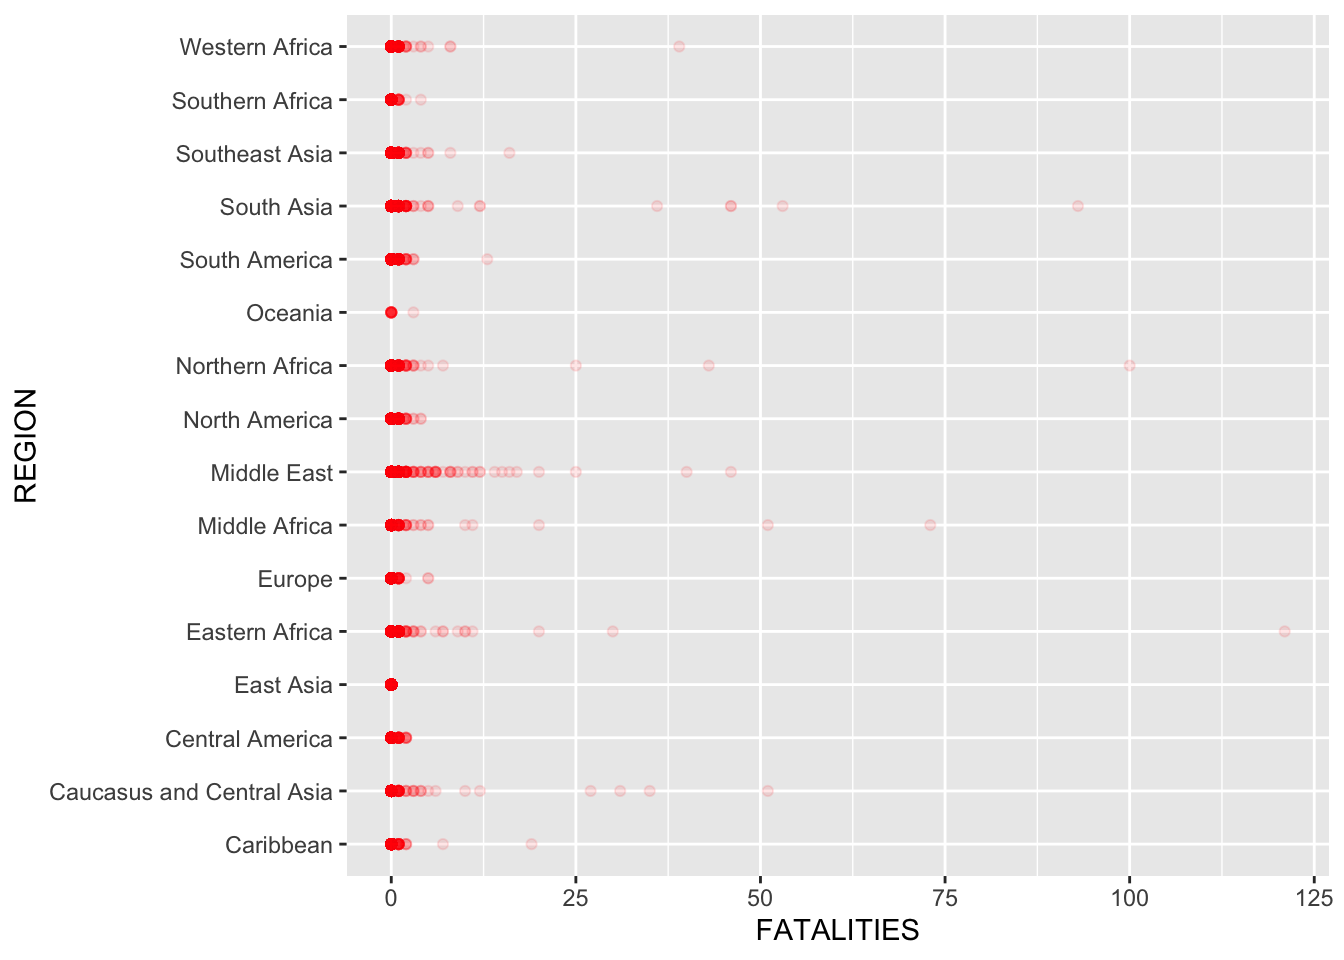 Western Africa
Southern Africa
Southeast Asia
South Asia
South America
Oceania
Northern Africa
North America
Middle East
Middle Africa
Europe
Eastern Africa
East Asia
Central America
Caucasus and Central Asia
Caribbean
REGION
0 25 50 75 100 125
FATALITIES